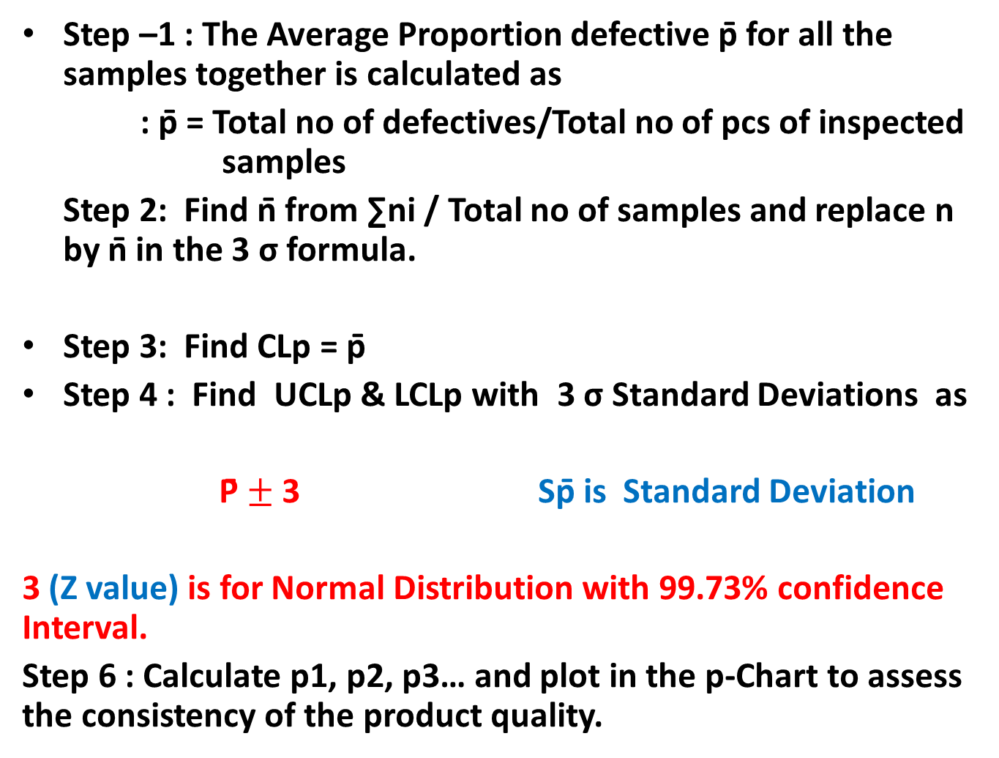 • Step –1 : The Average Proportion defective p̄ for all the
samples together is calculated as
: p̄ = Total no of defectives/Total no of pcs of inspected
samples
Step 2:  Find n̄ from ∑ni / Total no of samples and replace n
by n̄ in the 3 σ formula.
• Step 3:  Find CLp = p̄
• Step 4 :  Find  UCLp & LCLp with  3 σ Standard Deviations  as
P̄ ± 3 Sp̄ is  Standard Deviation
3 (Z value) is for Normal Distribution with 99.73% confidence
Interval.
Step 6 : Calculate p1, p2, p3... and plot in the p-Chart to assess
the consistency of the product quality.